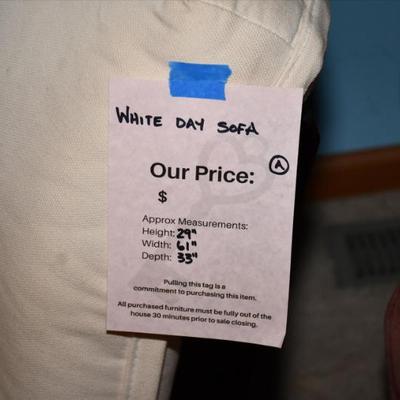 WHITE DAY SOFA
A
Our Price:
$
Approx Measurements:
Height: 29"
Width: 61"
Depth: 33"
Pulling this tag is a
commitment to purchasing this item.
All purchased furniture must be fully out of the
house 30 minutes prior to sale closing.